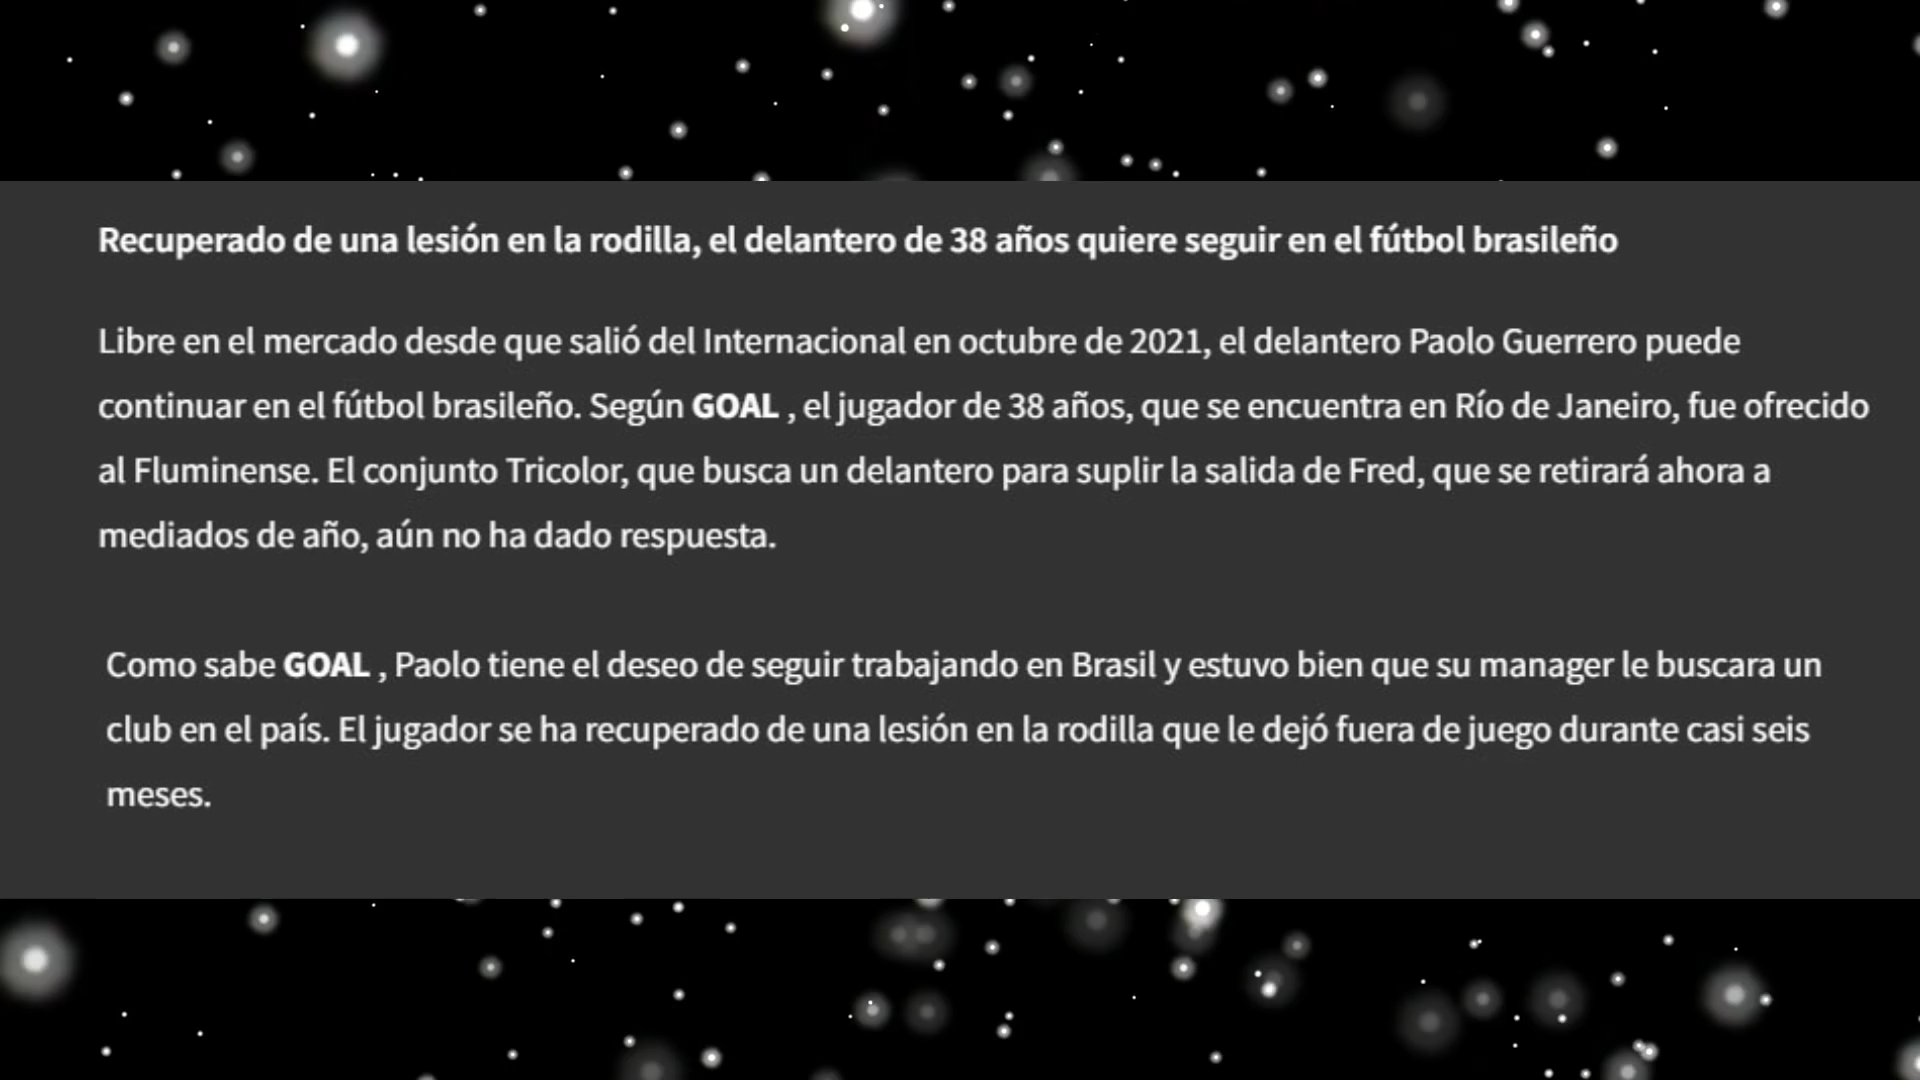 Recuperado de una lesión en la rodilla, el delantero de 38 años quiere seguir en el fútbol brasileño
Libre en el mercado desde que salió del Internacional en octubre de 2021, el delantero Paolo Guerrero puede
continuar en el fútbol brasileño. Según GOAL , el jugador de 38 años, que se encuentra en Río de Janeiro, fue ofrecido
al Fluminense. El conjunto Tricolor, que busca un delantero para suplir la salida de Fred, que se retirará ahora a
mediados de año, aún no ha dado respuesta.
Como sabe GOAL , Paolo tiene el deseo de seguir trabajando en Brasil y estuvo bien que su manager le buscara un
club en el país. El jugador se ha recuperado de una lesión en la rodilla que le dejó fuera de juego durante casi seis
meses.